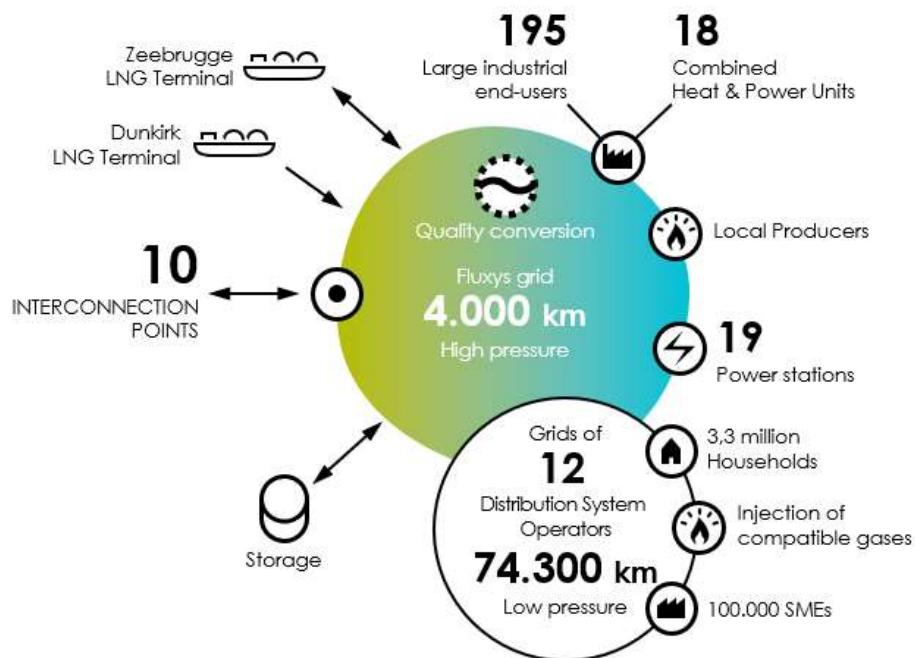 Zeebrugge
LNG Terminal
Dunkirk
LNG Terminal
10
INTERCONNECTION
POINTS
Storage
195
Large industrial
end-users
18
Combined
Heat & Power Units
Quality conversion
Fluxys grid
4.000 km
High pressure
Local Producers
19
Power stations
Grids of
12
Distribution System
Operators
74.300 km
Low pressure
3,3 million
Households
Injection of
compatible gases
100.000 SMEs